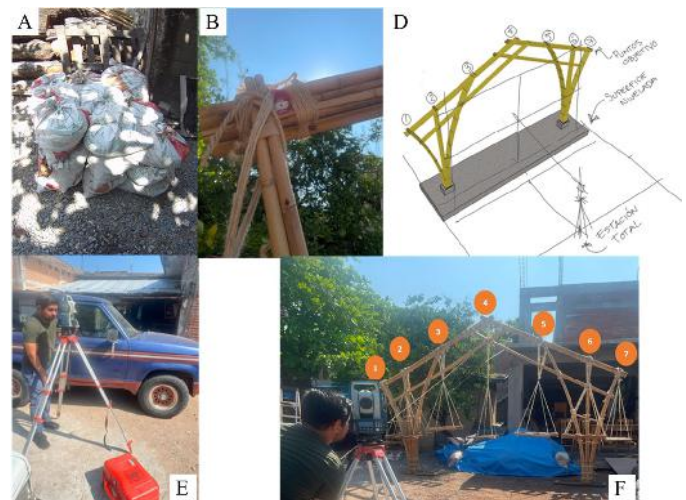 A
B
D
1
2
3
4
5
6
7
PUNTOS
OBJETIVO
SUPERFICIE
NIVELADA
ESTACIÓN
TOTAL
E
1
2
3
4
5
6
7
F